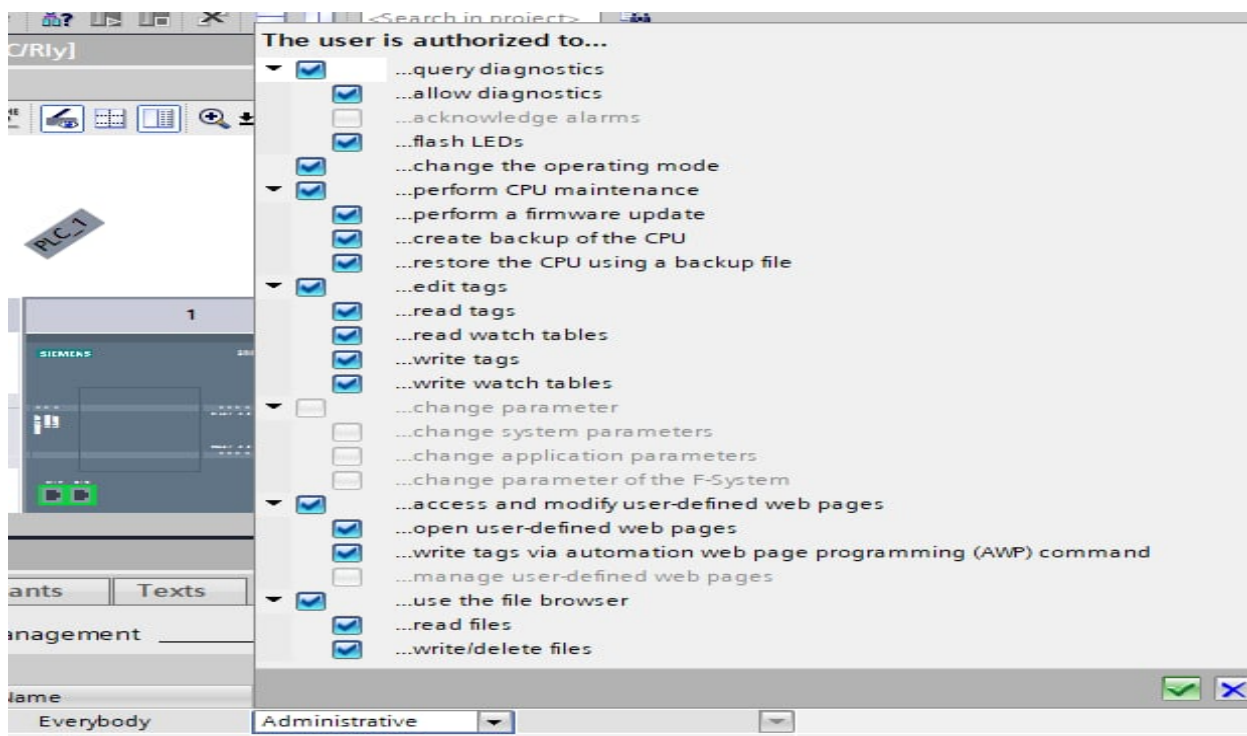 <Search in project>
C/Rly]
The user is authorized to...
...query diagnostics
...allow diagnostics
...acknowledge alarms
...flash LEDs
...change the operating mode
...perform CPU maintenance
...perform a firmware update
...create backup of the CPU
...restore the CPU using a backup file
...edit tags
...read tags
...read watch tables
...write tags
...write watch tables
...change parameter
...change system parameters
...change application parameters
...change parameter of the F-System
...access and modify user-defined web pages
...open user-defined web pages
...write tags via automation web page programming (AWP) command
...manage user-defined web pages
...use the file browser
...read files
...write/delete files
PLC_1
1
SIEMENS
ants Texts
anagement
Name
Everybody Administrative